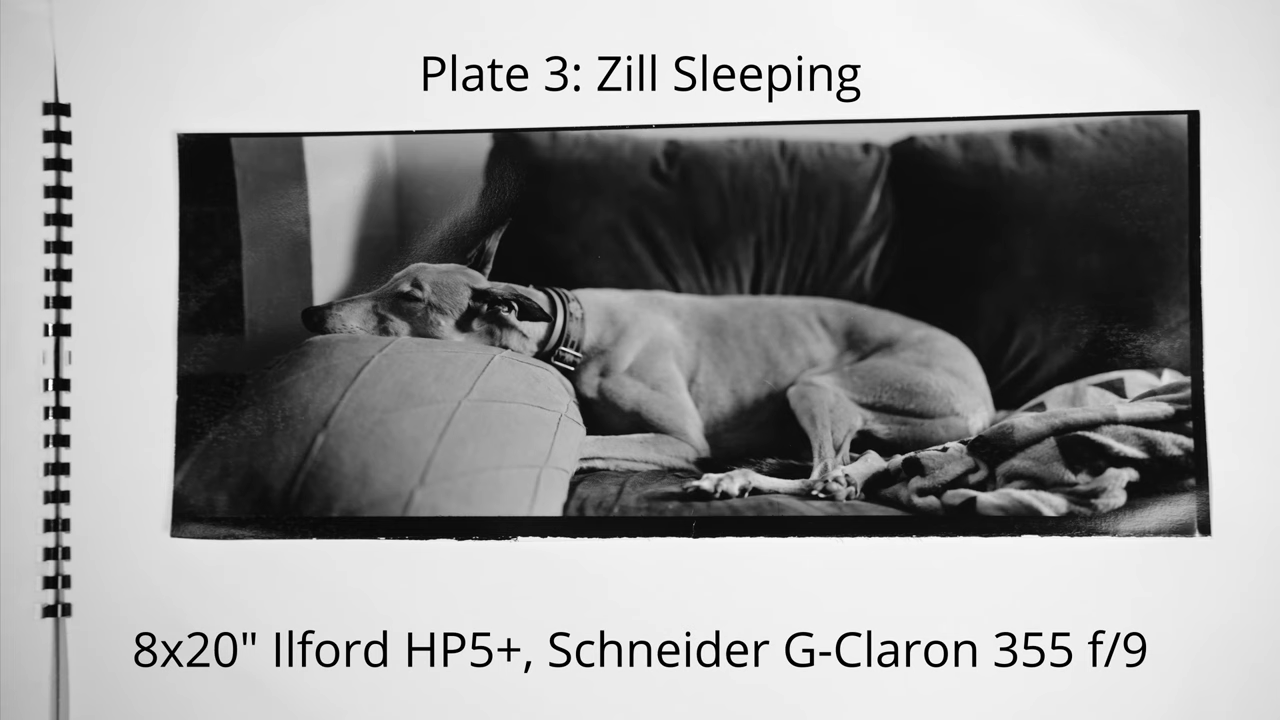 Plate 3: Zill Sleeping
8x20" Ilford HP5+, Schneider G-Claron 355 f/9